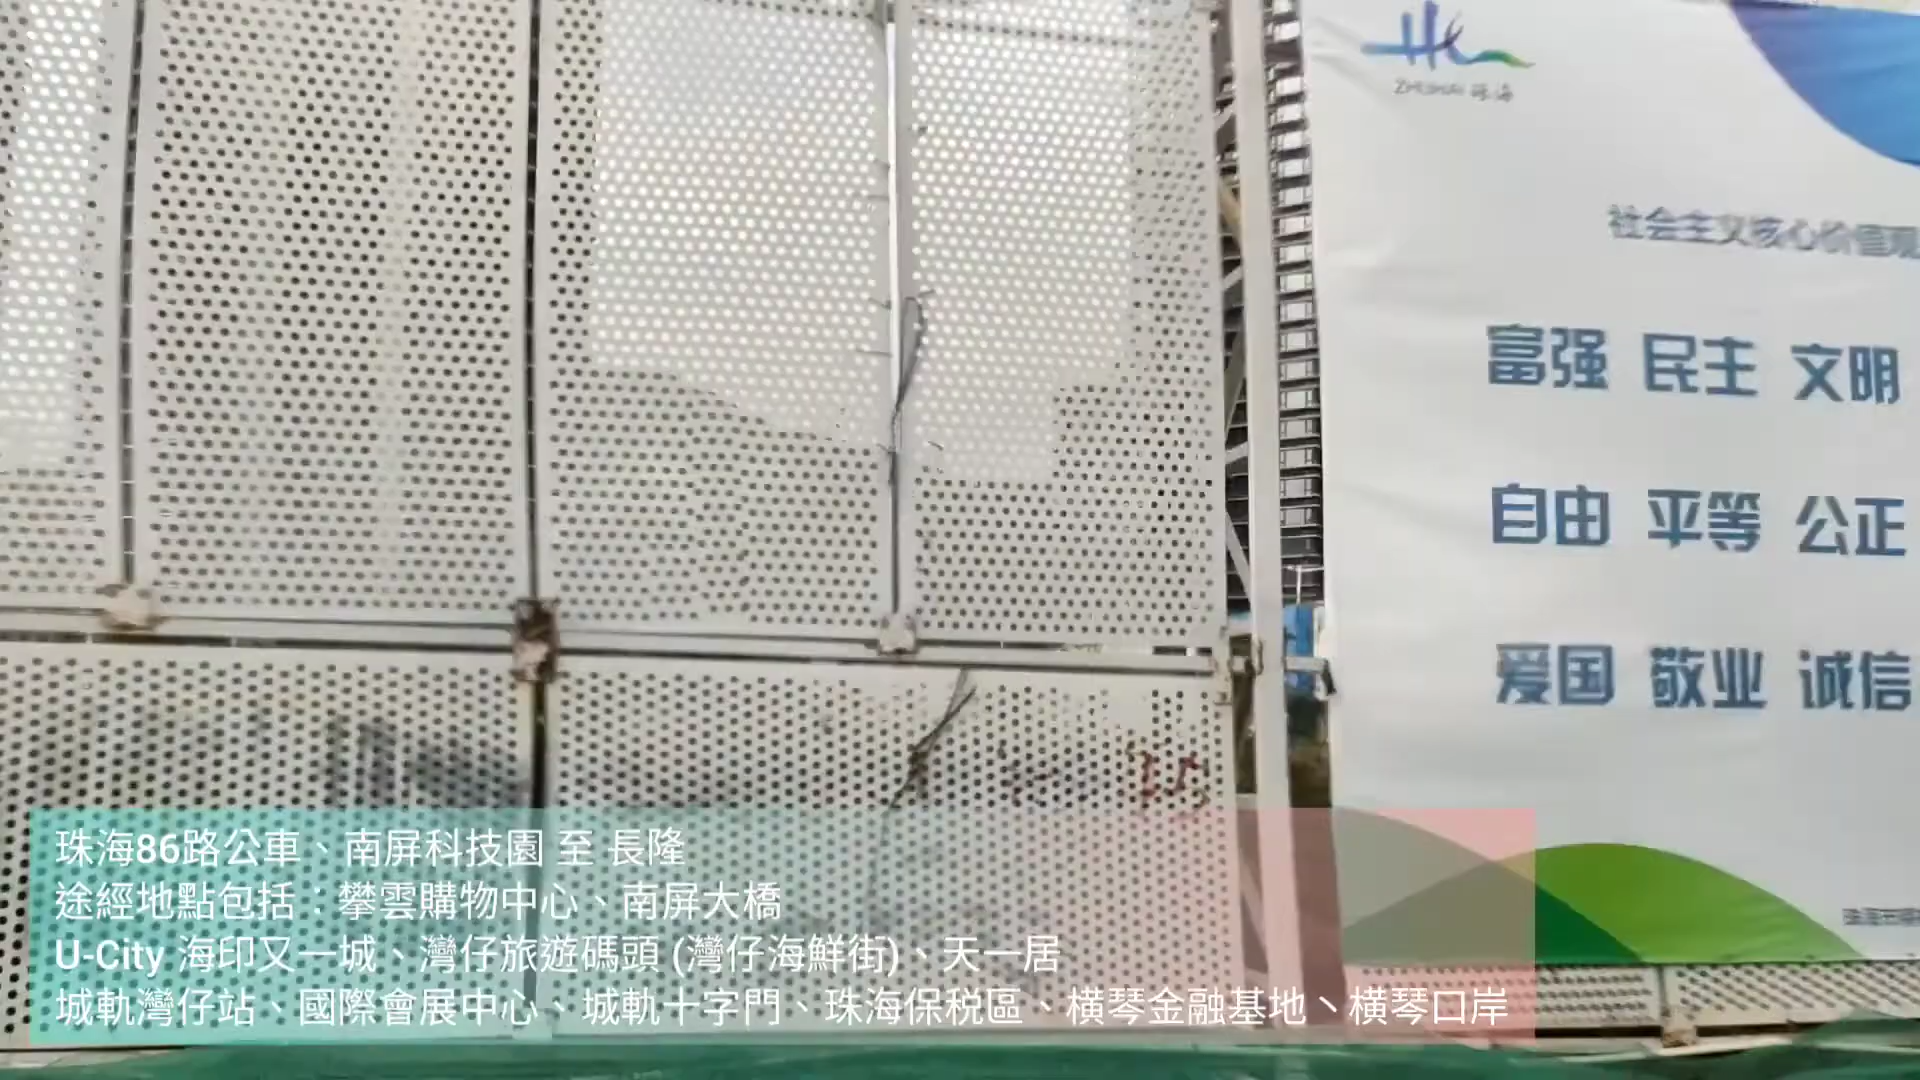 ZHUHAI 珠海
社会主义核心价值观
富强 民主 文明
自由 平等 公正
爱国 敬业 诚信
珠海86路公車、南屏科技園 至 長隆
途經地點包括：攀雲購物中心、南屏大橋
U-City 海印又一城、灣仔旅遊碼頭 (灣仔海鮮街)、天一居
城軌灣仔站、國際會展中心、城軌十字門、珠海保税區、横琴金融基地、横琴口岸